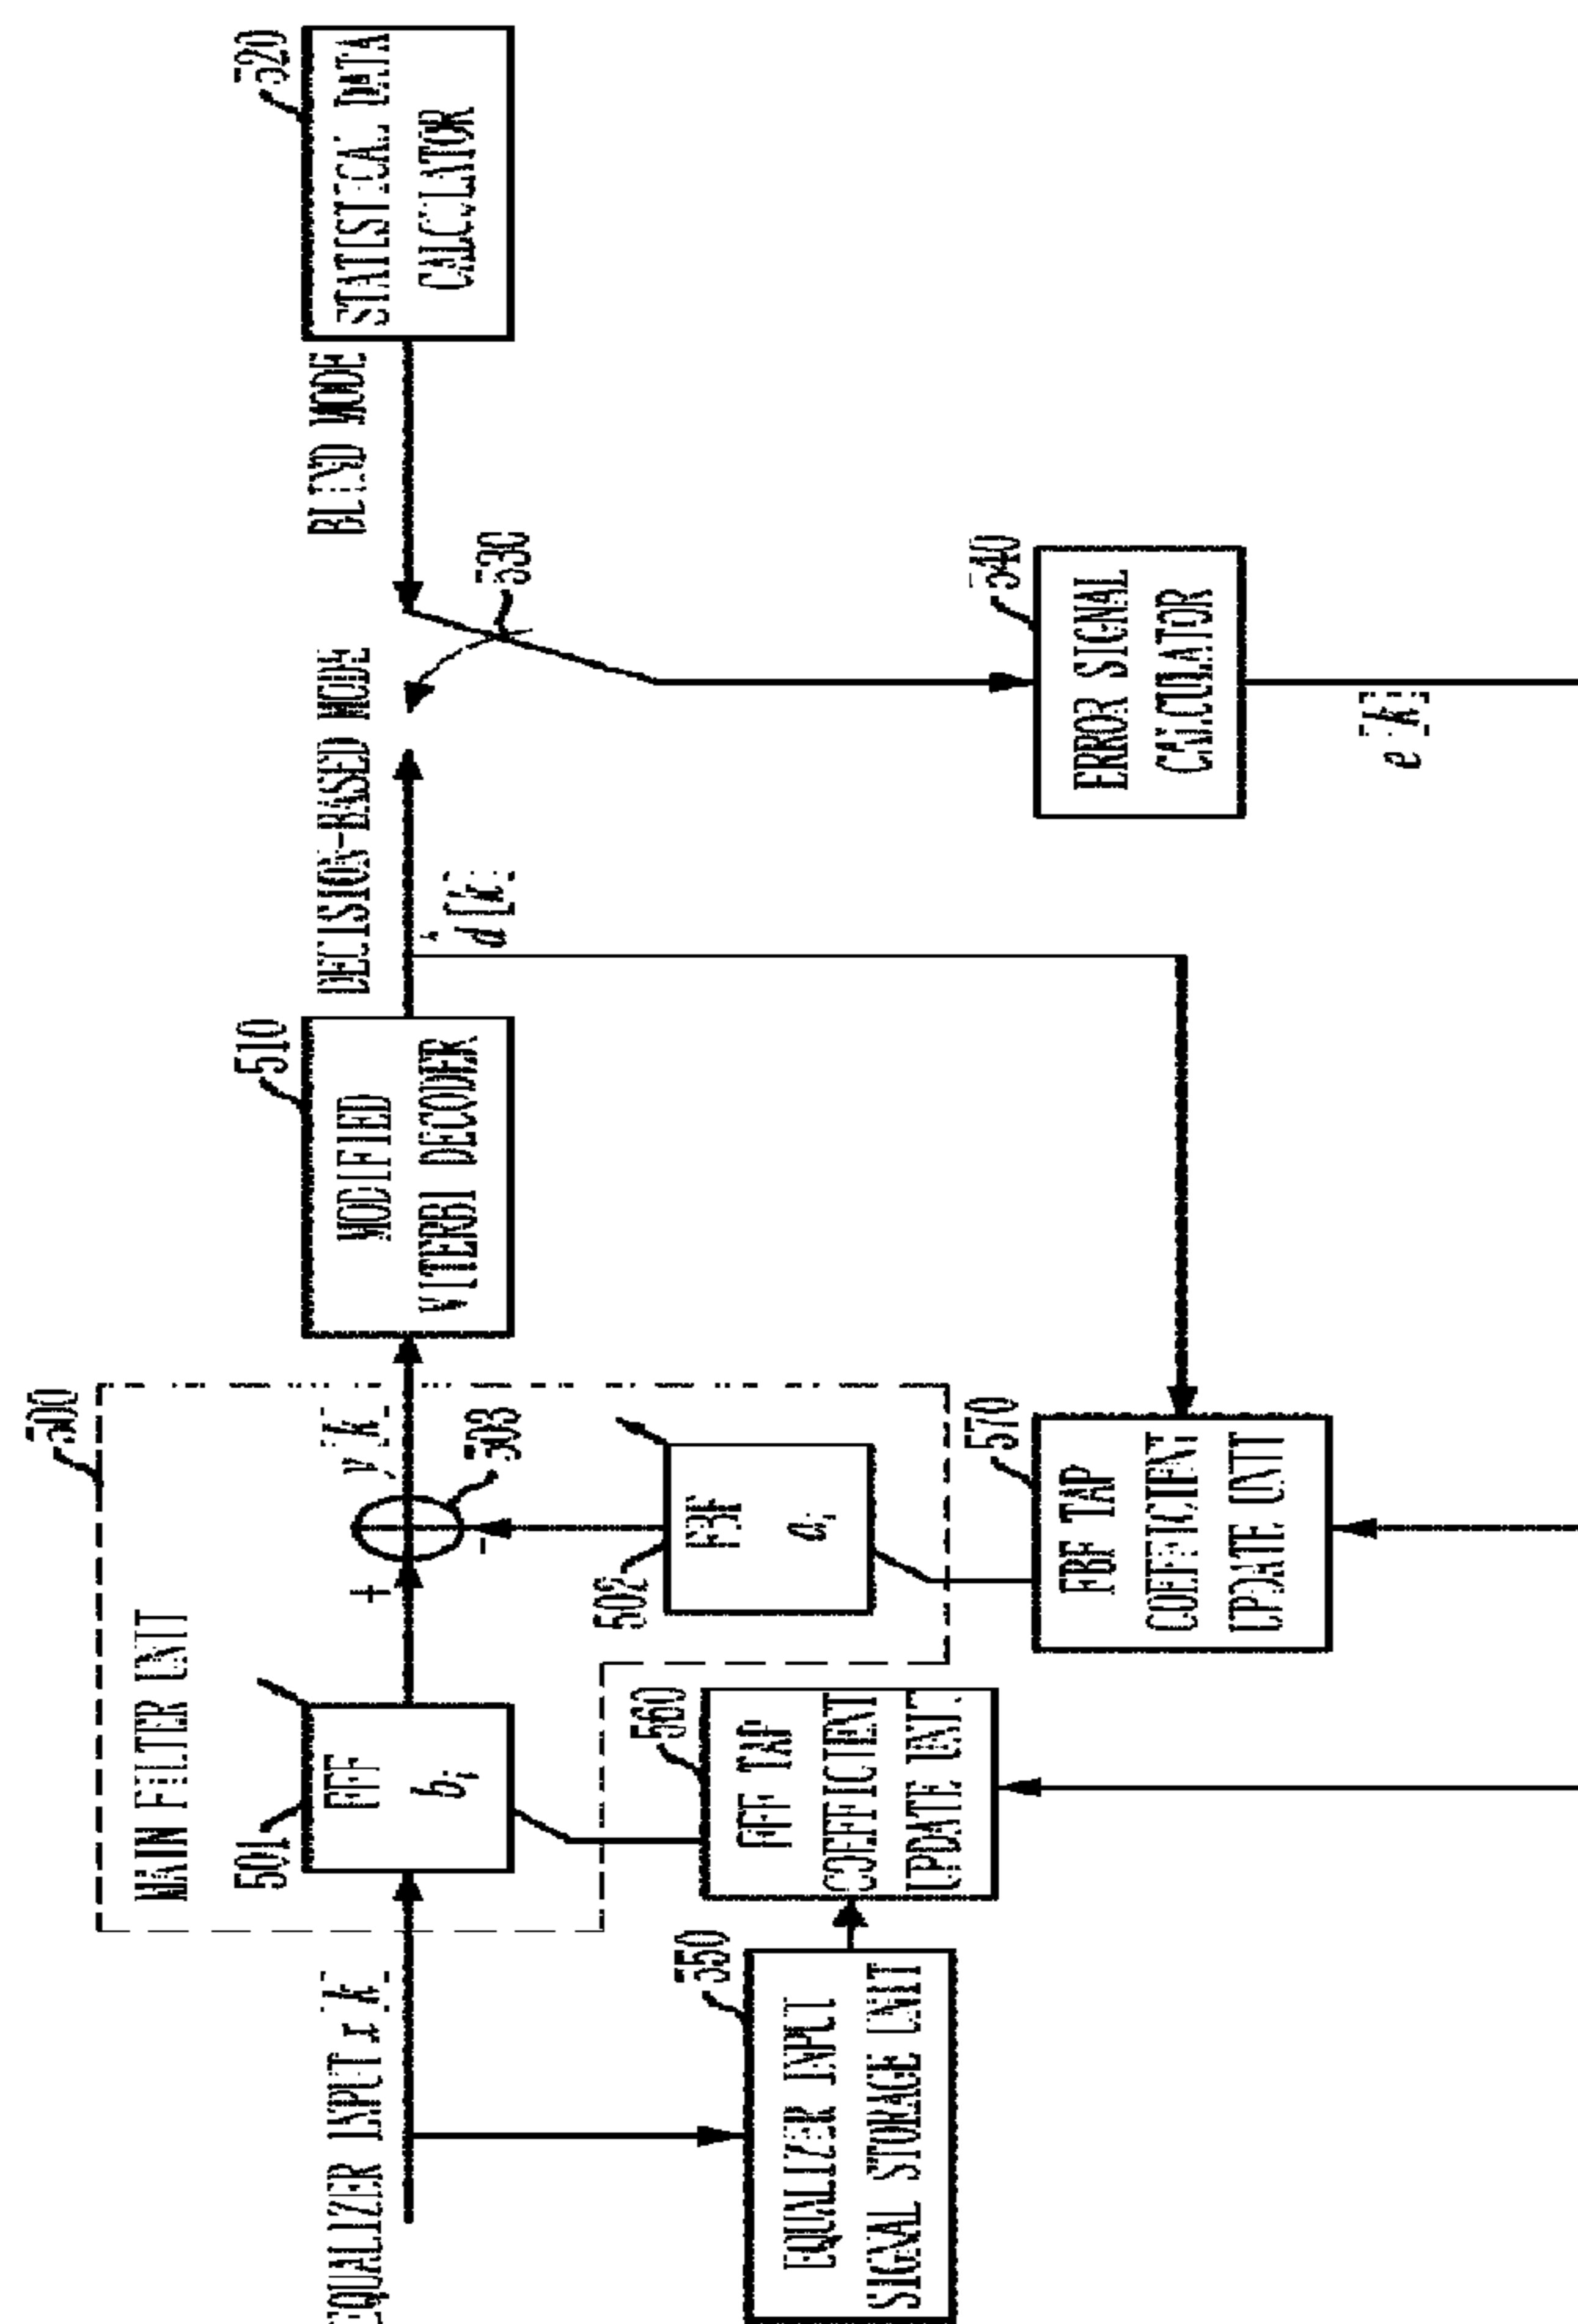 500
MAIN FILTER UNIT
EQUALIZER INPUT x[k]
501
FFF
b_i
+
y[k]
503
-
510
MODIFIED
VITERBI DECODER
DECISION-BASED MODE
d̂[k]
BLIND MODE
520
STATISTICAL DATA
CALCULATOR
530
502
FBF
a_i
550
EQUALIZER INPUT
SIGNAL STORAGE UNIT
560
FFF TAP
COEFFICIENT
UPDATE UNIT
570
FBF TAP
COEFFICIENT
UPDATE UNIT
540
ERROR SIGNAL
CALCULATOR
e[k]